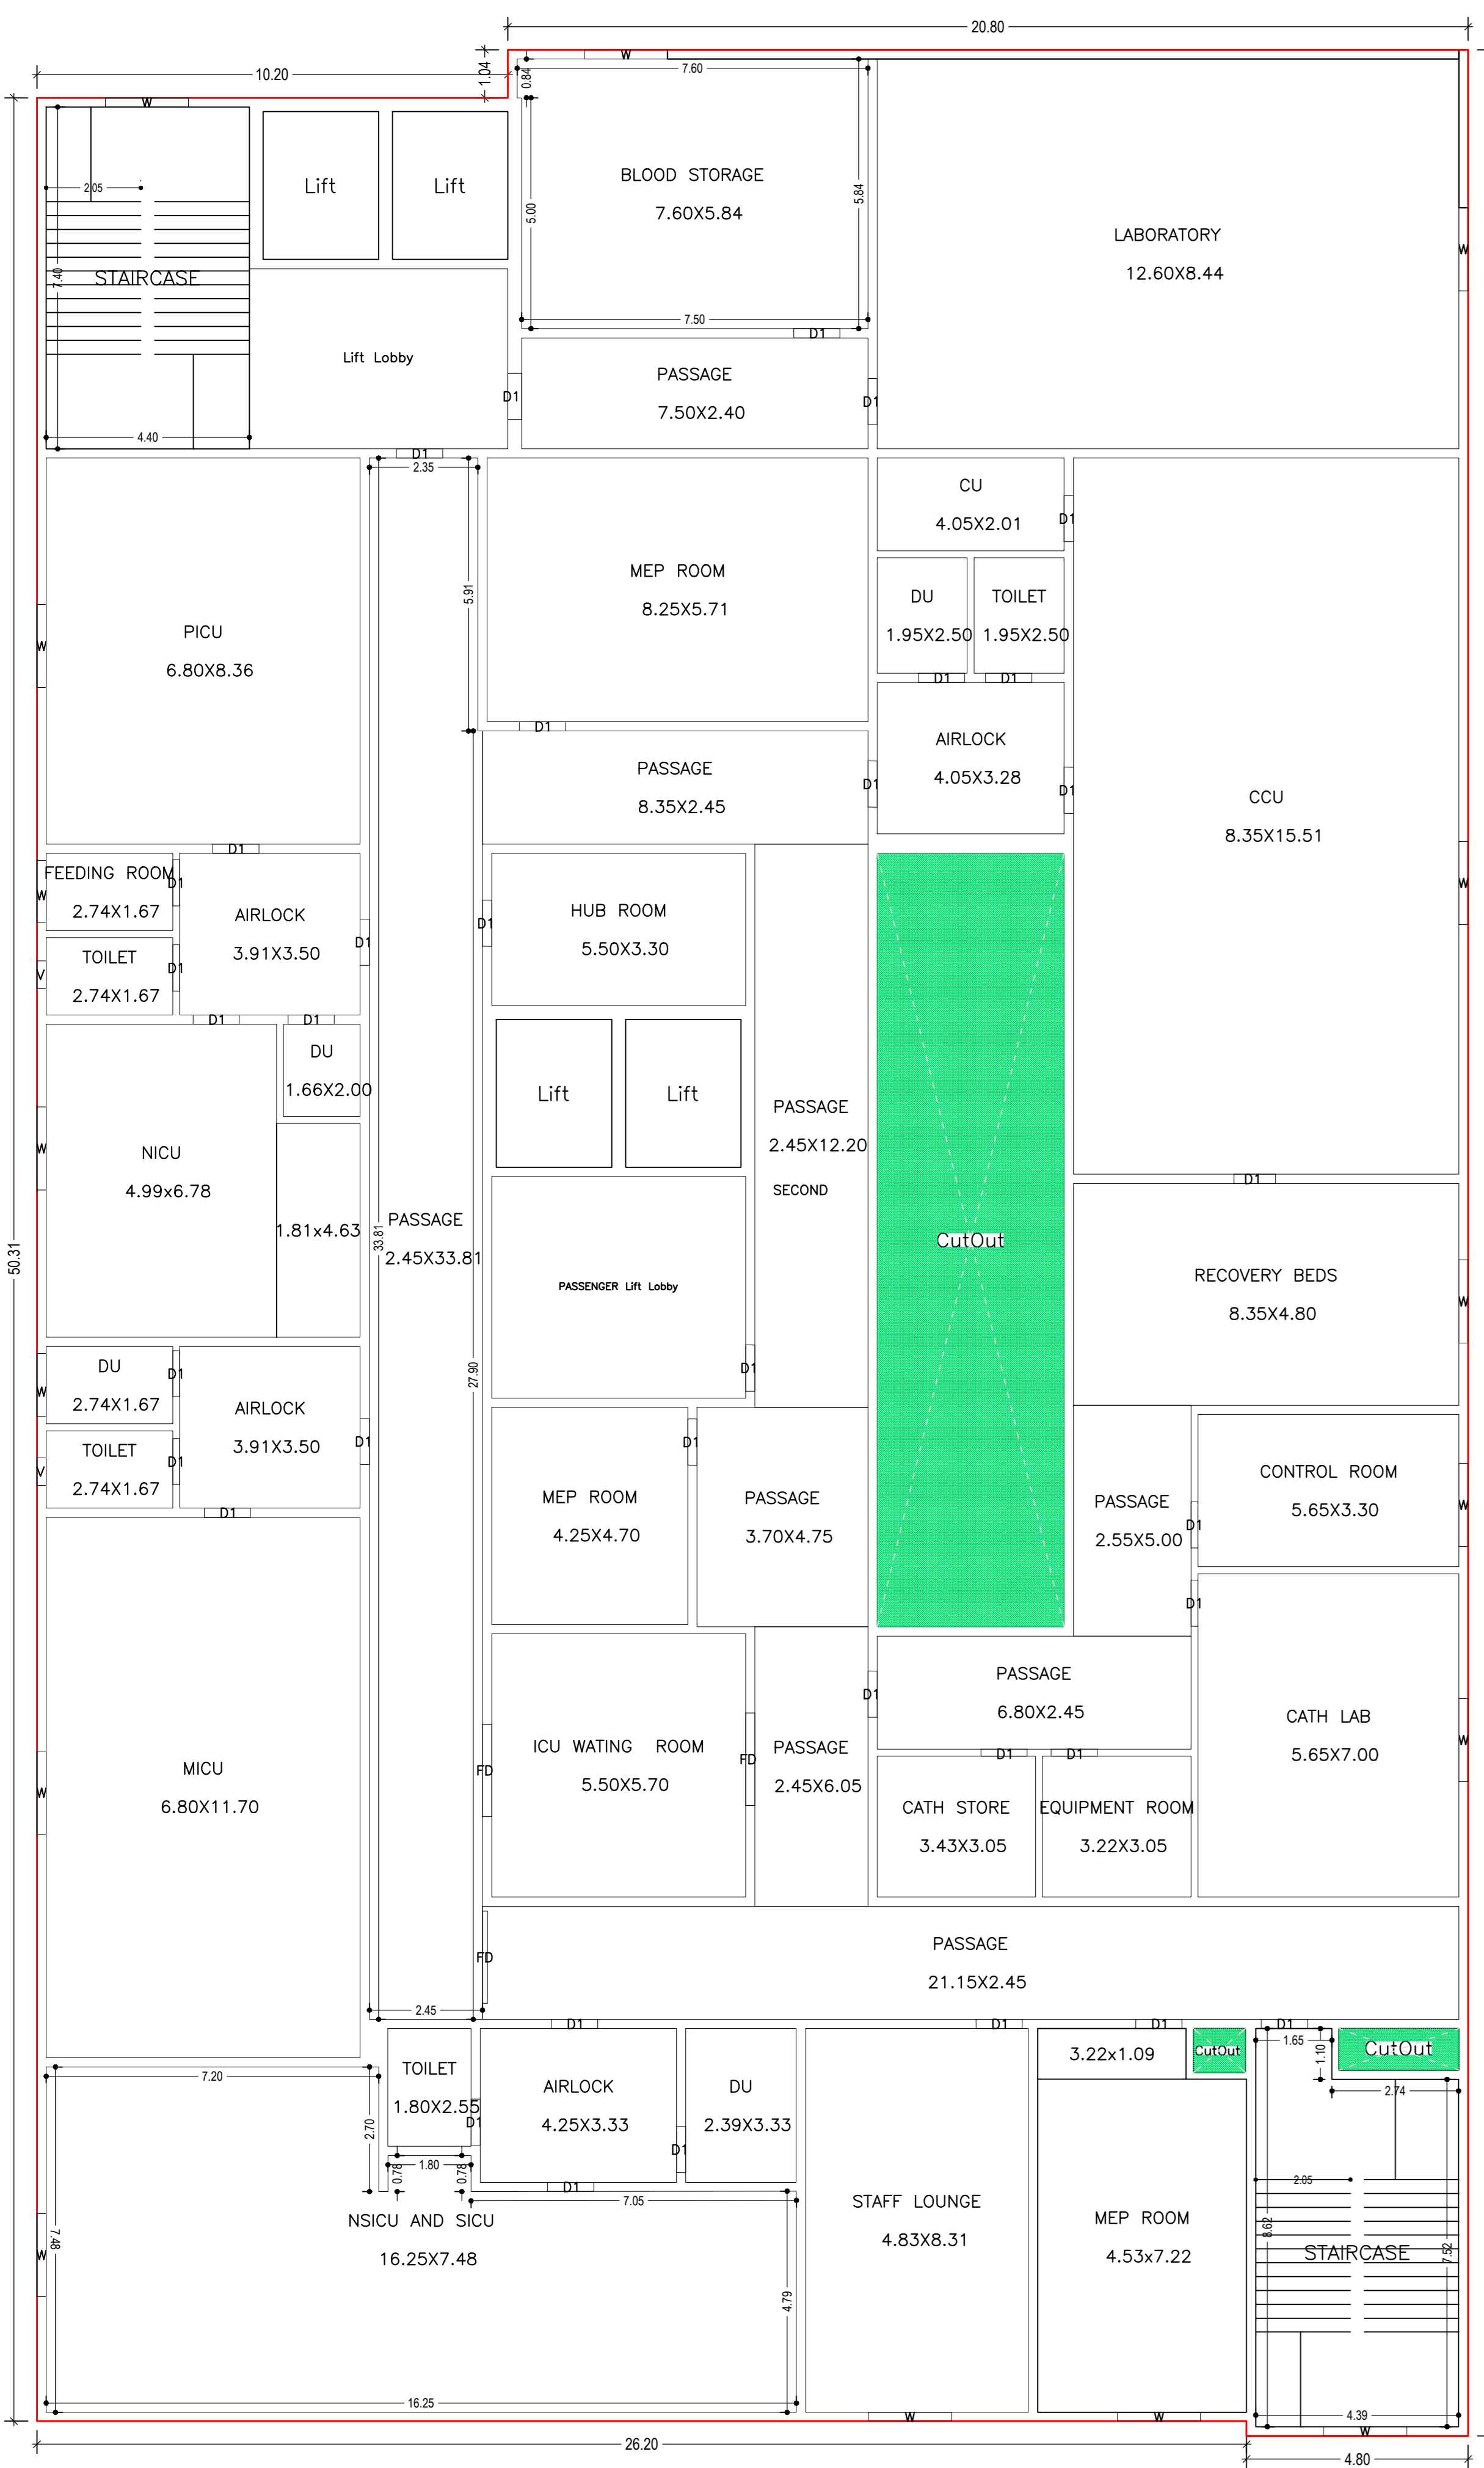 20.80
10.20
1.04
W
0.84
7.60
W
Lift
Lift
BLOOD STORAGE
7.60X5.84
5.00
5.84
LABORATORY
12.60X8.44
W
2.05
7.40
STAIRCASE
7.50
D1
Lift Lobby
PASSAGE
7.50X2.40
D1
D1
4.40
D1
2.35
CU
4.05X2.01
D1
MEP ROOM
8.25X5.71
5.91
DU
1.95X2.50
TOILET
1.95X2.50
PICU
6.80X8.36
W
D1
D1
D1
AIRLOCK
4.05X3.28
D1
D1
PASSAGE
8.35X2.45
CCU
8.35X15.51
W
D1
FEEDING ROOM
2.74X1.67
W
D1
AIRLOCK
3.91X3.50
D1
TOILET
2.74X1.67
V
D1
HUB ROOM
5.50X3.30
D1
D1
D1
DU
1.66X2.00
Lift
Lift
PASSAGE
2.45X12.20
SECOND
NICU
4.99x6.78
W
1.81x4.63
PASSAGE
2.45X33.81
33.81
50.31
PASSENGER Lift Lobby
CutOut
D1
RECOVERY BEDS
8.35X4.80
W
27.90
D1
DU
2.74X1.67
W
D1
AIRLOCK
3.91X3.50
D1
TOILET
2.74X1.67
V
D1
D1
D1
MEP ROOM
4.25X4.70
PASSAGE
3.70X4.75
PASSAGE
2.55X5.00
D1
CONTROL ROOM
5.65X3.30
W
D1
PASSAGE
6.80X2.45
D1
CATH LAB
5.65X7.00
W
MICU
6.80X11.70
W
ICU WATING ROOM
5.50X5.70
FD
FD
PASSAGE
2.45X6.05
D1
D1
CATH STORE
3.43X3.05
EQUIPMENT ROOM
3.22X3.05
FD
PASSAGE
21.15X2.45
2.45
D1
D1
D1
D1
7.20
2.70
TOILET
1.80X2.55
D1
AIRLOCK
4.25X3.33
D1
DU
2.39X3.33
3.22x1.09
CutOut
1.65
1.10
CutOut
2.74
0.78
1.80
0.78
D1
7.05
NSICU AND SICU
16.25X7.48
7.48
W
4.79
STAFF LOUNGE
4.83X8.31
MEP ROOM
4.53x7.22
2.05
8.62
STAIRCASE
7.52
16.25
4.39
W
W
W
26.20
4.80